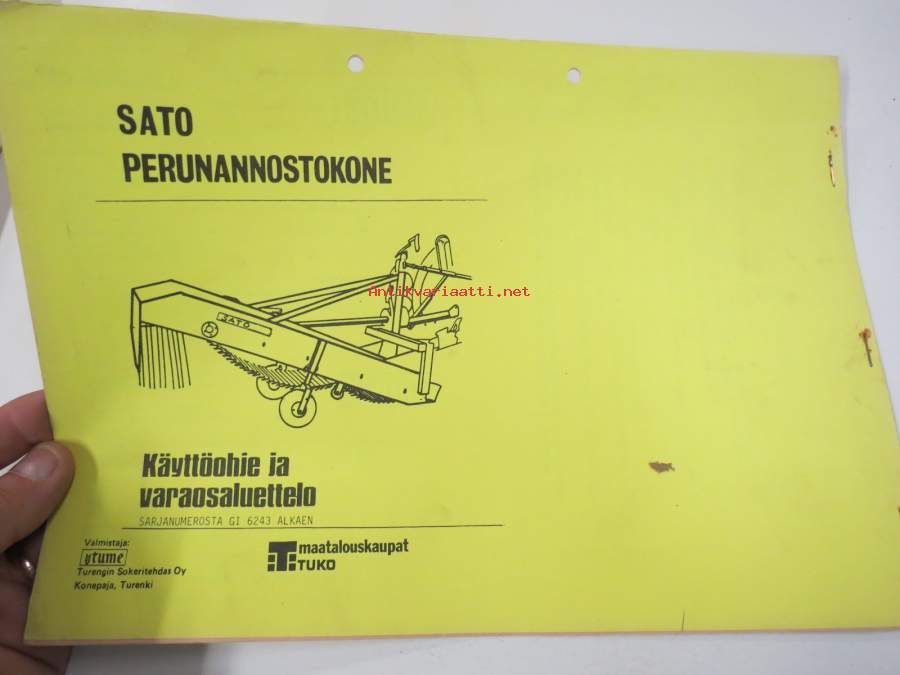 SATO
PERUNANNOSTOKONE
SATO
Antikvariaatti.net
Käyttöohje ja
varaosaluettelo
SARJANUMEROSTA GI 6243 ALKAEN
Valmistaja:
ytume
Turengin Sokeritehdas Oy
Konepaja, Turenki
maatalouskaupat
TUKO